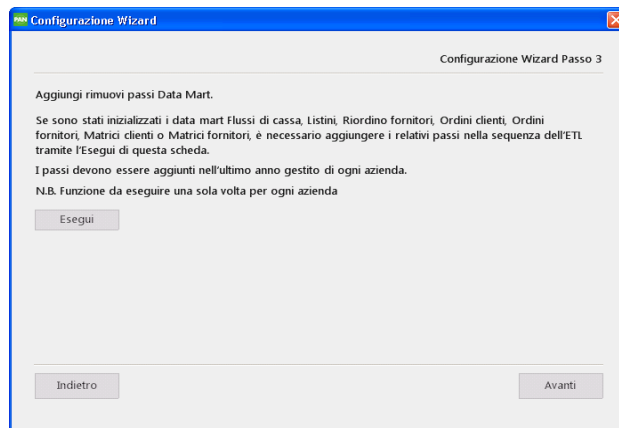 PAN Configurazione Wizard
Configurazione Wizard Passo 3
Aggiungi rimuovi passi Data Mart.
Se sono stati inizializzati i data mart Flussi di cassa, Listini, Riordino fornitori, Ordini clienti, Ordini
fornitori, Matrici clienti o Matrici fornitori, è necessario aggiungere i relativi passi nella sequenza dell'ETL
tramite l'Esegui di questa scheda.
I passi devono essere aggiunti nell'ultimo anno gestito di ogni azienda.
N.B. Funzione da eseguire una sola volta per ogni azienda
Esegui
Indietro
Avanti